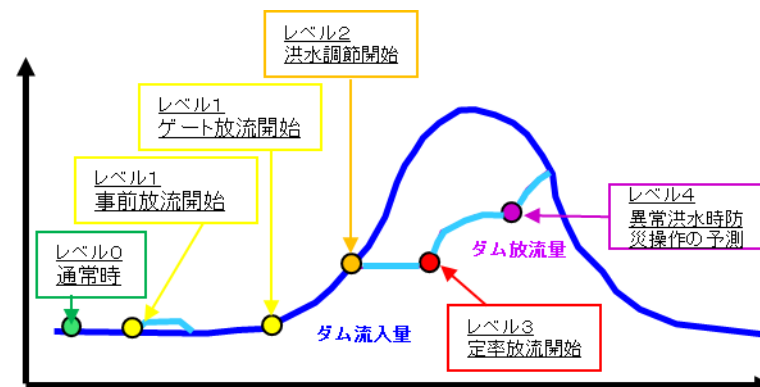 レベル2
洪水調節開始
レベル1
ゲート放流開始
レベル1
事前放流開始
レベル0
通常時
レベル4
異常洪水時防
災操作の予測
ダム放流量
ダム流入量
レベル3
定率放流開始